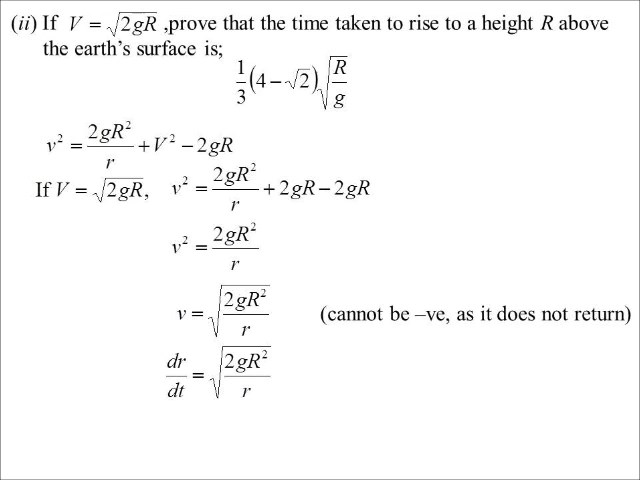 (ii) If V = √2gR ,prove that the time taken to rise to a height R above
the earth's surface is;
1/3 (4 – √2) √(R/g)
v² = 2gR²/r + V² – 2gR
If V = √2gR, v² = 2gR²/r + 2gR – 2gR
v² = 2gR²/r
v = √(2gR²/r) (cannot be –ve, as it does not return)
dr/dt = √(2gR²/r)